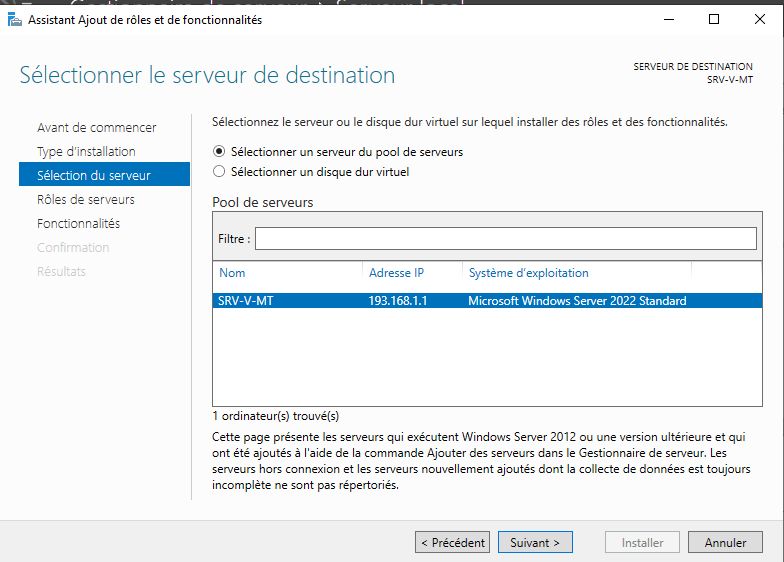 Assistant Ajout de rôles et de fonctionnalités
Sélectionner le serveur de destination
SERVEUR DE DESTINATION
SRV-V-MT
Avant de commencer
Type d'installation
Sélection du serveur
Rôles de serveurs
Fonctionnalités
Confirmation
Résultats
Sélectionnez le serveur ou le disque dur virtuel sur lequel installer des rôles et des fonctionnalités.
Sélectionner un serveur du pool de serveurs
Sélectionner un disque dur virtuel
Pool de serveurs
Filtre :
Nom Adresse IP Système d'exploitation
SRV-V-MT 193.168.1.1 Microsoft Windows Server 2022 Standard
1 ordinateur(s) trouvé(s)
Cette page présente les serveurs qui exécutent Windows Server 2012 ou une version ultérieure et qui
ont été ajoutés à l'aide de la commande Ajouter des serveurs dans le Gestionnaire de serveur. Les
serveurs hors connexion et les serveurs nouvellement ajoutés dont la collecte de données est toujours
incomplète ne sont pas répertoriés.
< Précédent Suivant > Installer Annuler